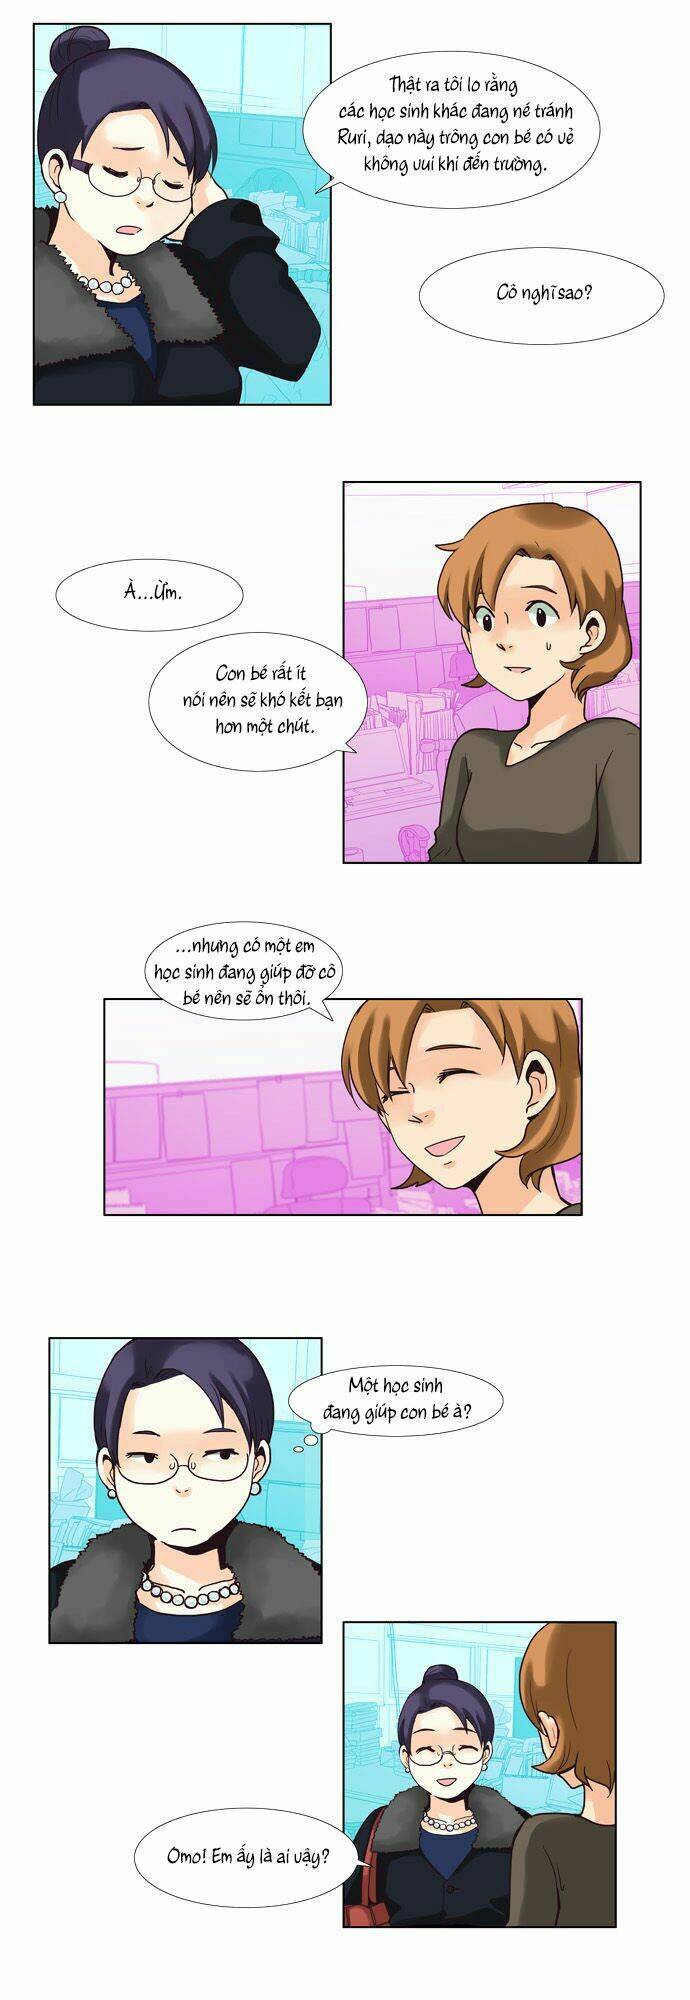 Thật ra tôi lo rằng
các học sinh khác đang né tránh
Ruri, dạo này trông con bé có vẻ
không vui khi đến trường.
Cô nghĩ sao?
À...Ừm.
Con bé rất ít
nói nên sẽ khó kết bạn
hơn một chút.
...nhưng có một em
học sinh đang giúp đỡ cô
bé nên sẽ ổn thôi.
Một học sinh
đang giúp con bé à?
Omo! Em ấy là ai vậy?